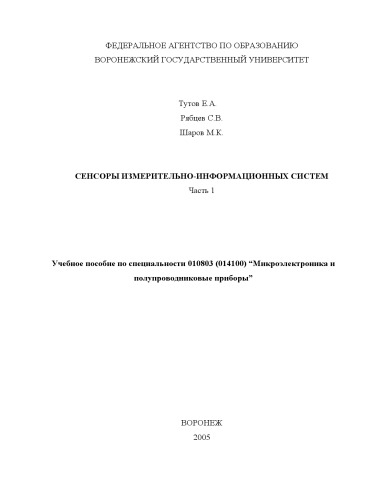 ФЕДЕРАЛЬНОЕ АГЕНТСТВО ПО ОБРАЗОВАНИЮ
ВОРОНЕЖСКИЙ ГОСУДАРСТВЕННЫЙ УНИВЕРСИТЕТ
Тутов Е.А.
Рябцев С.В.
Шаров М.К.
СЕНСОРЫ ИЗМЕРИТЕЛЬНО-ИНФОРМАЦИОННЫХ СИСТЕМ
Часть 1
Учебное пособие по специальности 010803 (014100) “Микроэлектроника и
полупроводниковые приборы”
ВОРОНЕЖ
2005